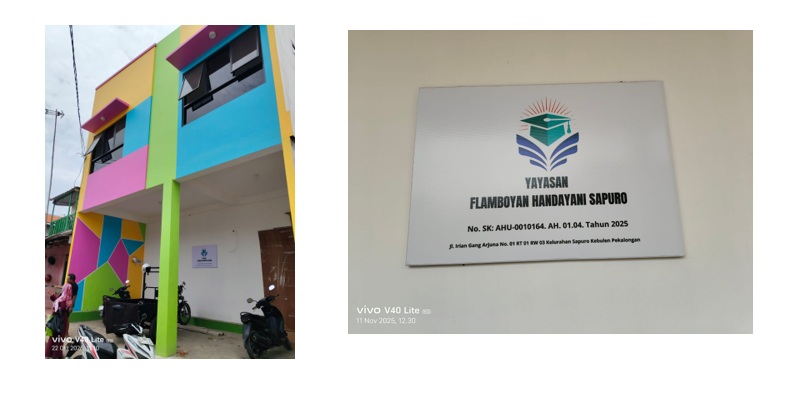 vivo V40 Lite 5G
YAYASAN
FLAMBOYAN HANDAYANI SAPURO
No. SK: AHU-0010164. AH. 01.04. Tahun 2025
Jl. Irian Gang Arjuna No. 01 RT 01 RW 03 Kelurahan Sapuro Kebulen Pekalongan
vivo V40 Lite
11 Nov 2025, 12.30